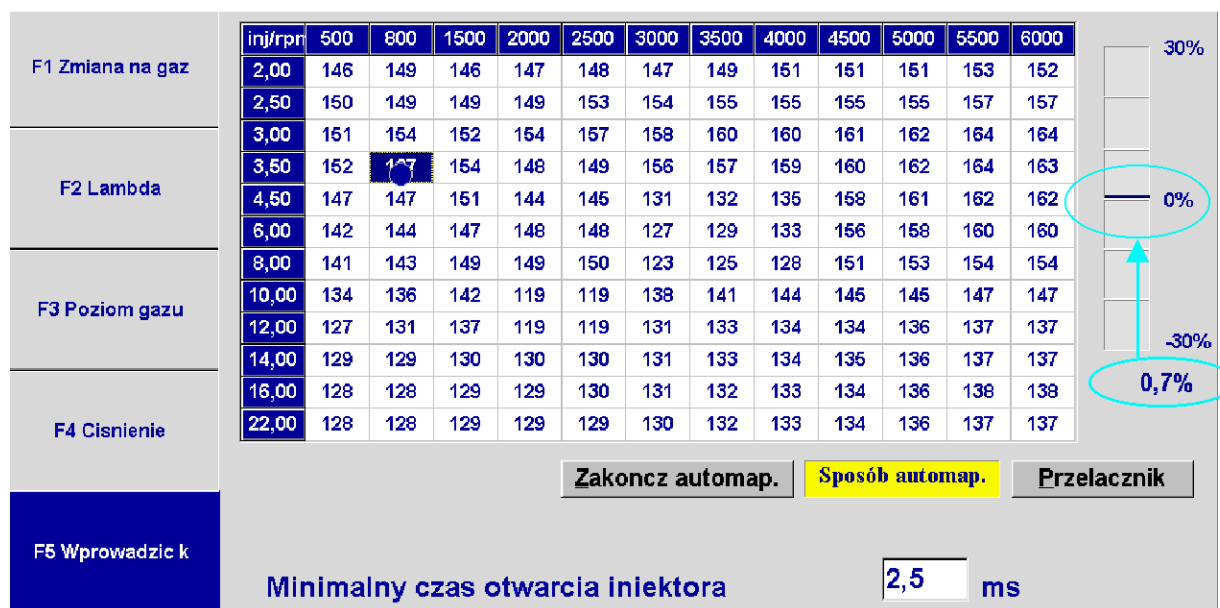 F1 Zmiana na gaz
F2 Lambda
F3 Poziom gazu
F4 Cisnienie
F5 Wprowadzic k
inj/rpn 500 800 1500 2000 2500 3000 3500 4000 4500 5000 5500 6000
2,00 146 149 146 147 148 147 149 151 151 151 153 152
2,50 150 149 149 149 153 154 155 155 155 155 157 157
3,00 151 154 152 154 157 158 160 160 161 162 164 164
3,50 152 154 148 149 156 157 159 160 162 164 163
4,50 147 147 151 144 145 131 132 135 158 161 162 162
6,00 142 144 147 148 148 127 129 133 156 158 160 160
8,00 141 143 149 149 150 123 125 128 151 153 154 154
10,00 134 136 142 119 119 138 141 144 145 145 147 147
12,00 127 131 137 119 119 131 133 134 134 136 137 137
14,00 129 129 130 130 130 131 133 134 135 136 137 137
16,00 128 128 129 129 130 131 132 133 134 136 138 138
22,00 128 128 129 129 129 130 132 133 134 136 137 137
30%
0%
-30%
0,7%
Zakoncz automap. Sposób automap. Przelacznik
Minimalny czas otwarcia iniektora 2,5 ms